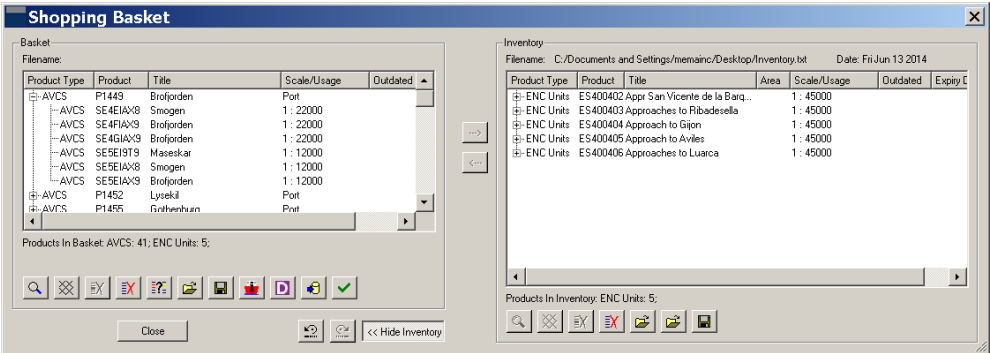 Shopping Basket
Basket
Filename:
Product Type Product Title Scale/Usage Outdated
AVCS P1449 Brofjorden Port
AVCS SE4EIAX8 Smogen 1 : 22000
AVCS SE4FIAX9 Brofjorden 1 : 22000
AVCS SE4GIAX9 Brofjorden 1 : 22000
AVCS SE5EI9T9 Maseskar 1 : 12000
AVCS SE5EIAX8 Smogen 1 : 12000
AVCS SE5EIAX9 Brofjorden 1 : 12000
AVCS P1452 Lysekil Port
AVCS P1455 Gothenburg Port
Products In Basket: AVCS: 41; ENC Units: 5;
Close
<< Hide Inventory
Inventory
Filename: C:/Documents and Settings/memainc/Desktop/Inventory.txt Date: Fri Jun 13 2014
Product Type Product Title Area Scale/Usage Outdated Expiry D
ENC Units ES400402 Appr San Vicente de la Barq... 1 : 45000
ENC Units ES400403 Approaches to Ribadesella 1 : 45000
ENC Units ES400404 Approach to Gijon 1 : 45000
ENC Units ES400405 Approach to Aviles 1 : 45000
ENC Units ES400406 Approaches to Luarca 1 : 45000
Products In Inventory: ENC Units: 5;